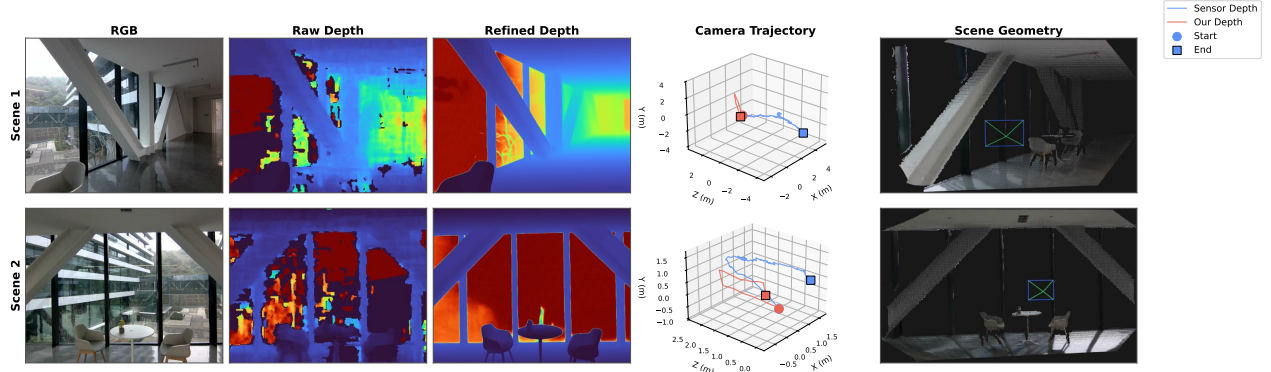 RGB
Raw Depth
Refined Depth
Camera Trajectory
Scene Geometry
Sensor Depth
Our Depth
Start
End
Scene 1
4
2
0
−2
−4
Y (m)
2
0
−2
−4
Z (m)
−2
0
2
4
X (m)
Scene 2
1.5
1.0
0.5
0.0
−0.5
−1.0
Y (m)
2.5
2.0
1.5
1.0
0.5
0.0
Z (m)
−0.5
0.0
0.5
1.0
1.5
X (m)